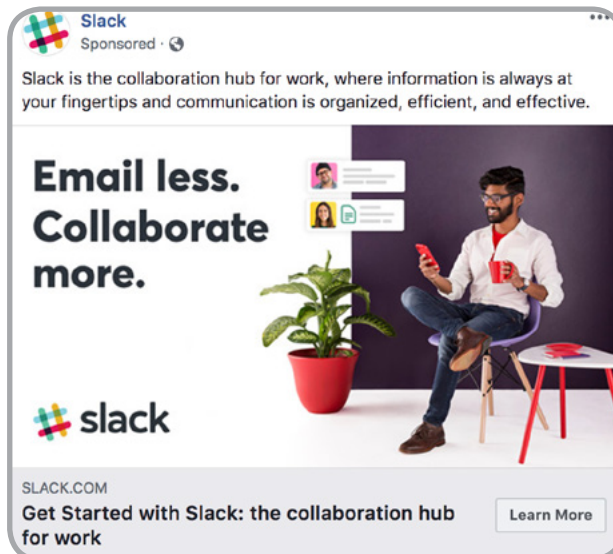 Slack
Sponsored ·
Slack is the collaboration hub for work, where information is always at
your fingertips and communication is organized, efficient, and effective.
Email less.
Collaborate
more.
slack
SLACK.COM
Get Started with Slack: the collaboration hub
for work
Learn More